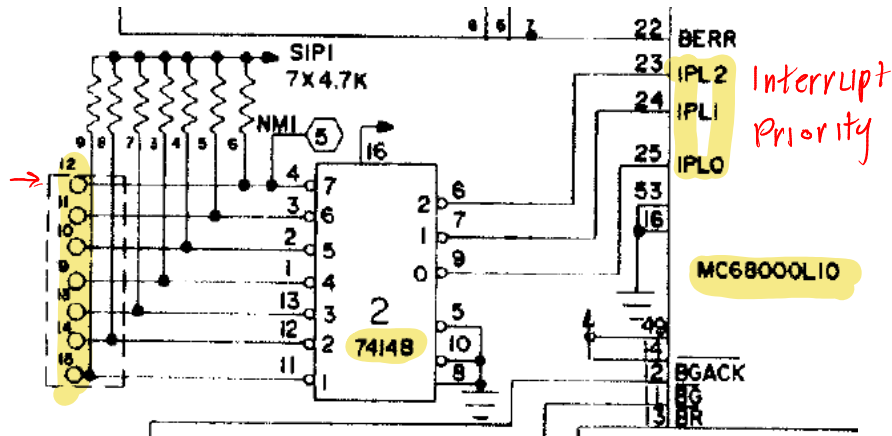 6 5 7
22 BERR
SIP1
7X4.7K
23 IPL2
Interrupt
24 IPL1
Priority
NMI 5
9 8 7 3 4 5 6
16
25 IPL0
12
4 7
6
2
53
11
3 6
7
1
16
10
2 5
9
0
9
1 4
MC68000L10
13
13 3
2
5
14
12 2
74148
10
49
14
15
11 1
8
12 BGACK
11 BG
13 BR